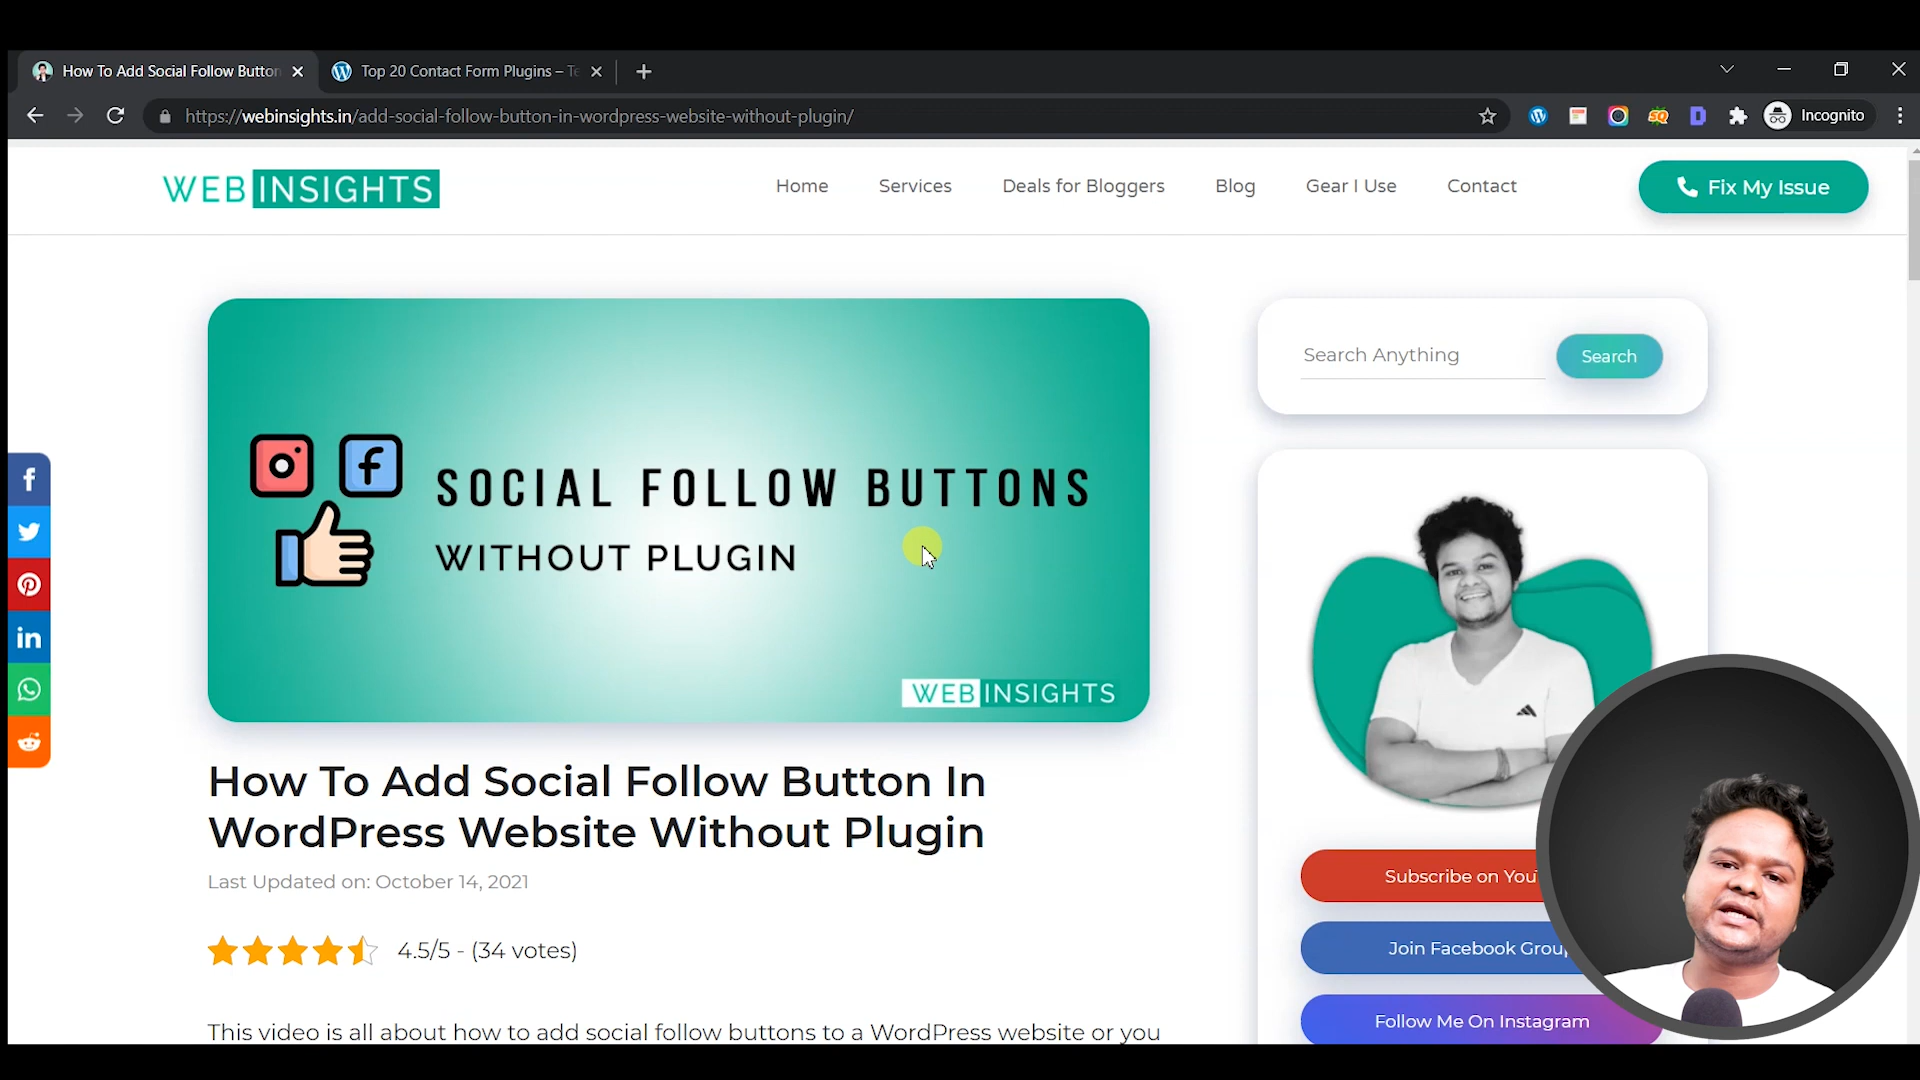 How To Add Social Follow Button
Top 20 Contact Form Plugins – Te
https://webinsights.in/add-social-follow-button-in-wordpress-website-without-plugin/
SQ
D
Incognito
WEB INSIGHTS
Home
Services
Deals for Bloggers
Blog
Gear I Use
Contact
Fix My Issue
SOCIAL FOLLOW BUTTONS
WITHOUT PLUGIN
WEB INSIGHTS
Search Anything
Search
How To Add Social Follow Button In
WordPress Website Without Plugin
Last Updated on: October 14, 2021
4.5/5 - (34 votes)
This video is all about how to add social follow buttons to a WordPress website or you
Subscribe on You
Join Facebook Group
Follow Me On Instagram